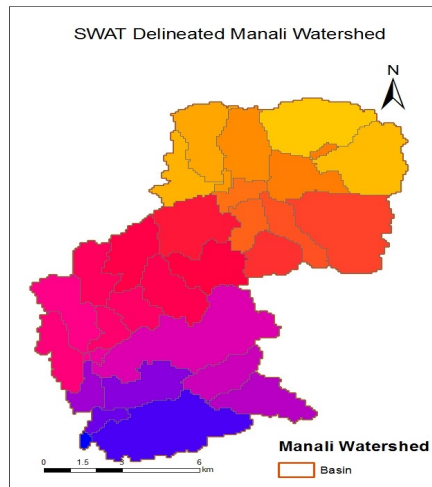 SWAT Delineated Manali Watershed
N
Manali Watershed
Basin
0 1.5 3 6
km